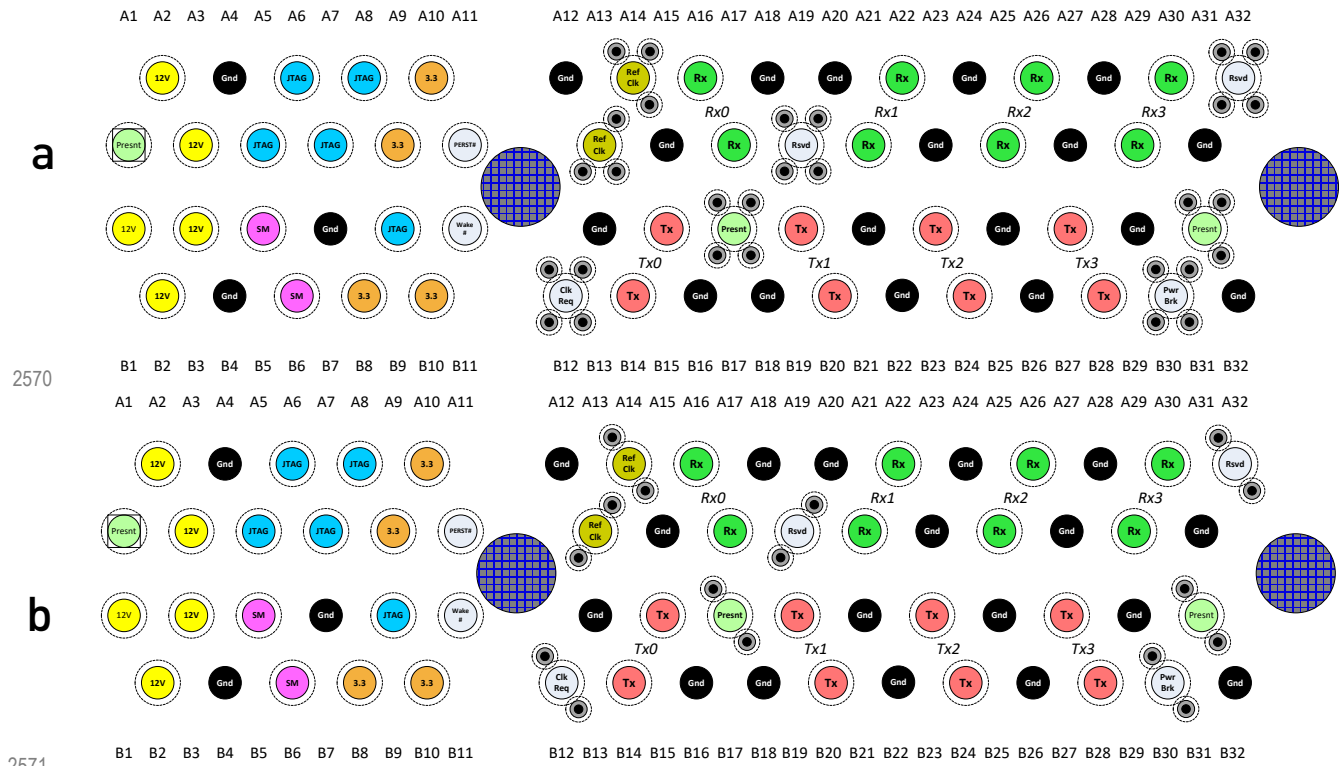 A1 A2 A3 A4 A5 A6 A7 A8 A9 A10 A11 A12 A13 A14 A15 A16 A17 A18 A19 A20 A21 A22 A23 A24 A25 A26 A27 A28 A29 A30 A31 A32
12V Gnd JTAG JTAG 3.3 Gnd Ref Clk Rx Gnd Gnd Rx Gnd Rx Gnd Rx Rsvd
Rx0 Rx1 Rx2 Rx3
a Presnt 12V JTAG JTAG 3.3 PERST# Ref Clk Gnd Rx Rsvd Rx Gnd Rx Gnd Rx Gnd
12V 12V SM Gnd JTAG Wake # Gnd Tx Presnt Tx Gnd Tx Gnd Tx Gnd Presnt
Tx0 Tx1 Tx2 Tx3
12V Gnd SM 3.3 3.3 Clk Req Tx Gnd Gnd Tx Gnd Tx Gnd Tx Pwr Brk Gnd
B1 B2 B3 B4 B5 B6 B7 B8 B9 B10 B11 B12 B13 B14 B15 B16 B17 B18 B19 B20 B21 B22 B23 B24 B25 B26 B27 B28 B29 B30 B31 B32
2570
A1 A2 A3 A4 A5 A6 A7 A8 A9 A10 A11 A12 A13 A14 A15 A16 A17 A18 A19 A20 A21 A22 A23 A24 A25 A26 A27 A28 A29 A30 A31 A32
12V Gnd JTAG JTAG 3.3 Gnd Ref Clk Rx Gnd Gnd Rx Gnd Rx Gnd Rx Rsvd
Rx0 Rx1 Rx2 Rx3
Presnt 12V JTAG JTAG 3.3 PERST# Ref Clk Gnd Rx Rsvd Rx Gnd Rx Gnd Rx Gnd
b 12V 12V SM Gnd JTAG Wake # Gnd Tx Presnt Tx Gnd Tx Gnd Tx Gnd Presnt
Tx0 Tx1 Tx2 Tx3
12V Gnd SM 3.3 3.3 Clk Req Tx Gnd Gnd Tx Gnd Tx Gnd Tx Pwr Brk Gnd
B1 B2 B3 B4 B5 B6 B7 B8 B9 B10 B11 B12 B13 B14 B15 B16 B17 B18 B19 B20 B21 B22 B23 B24 B25 B26 B27 B28 B29 B30 B31 B32
2571